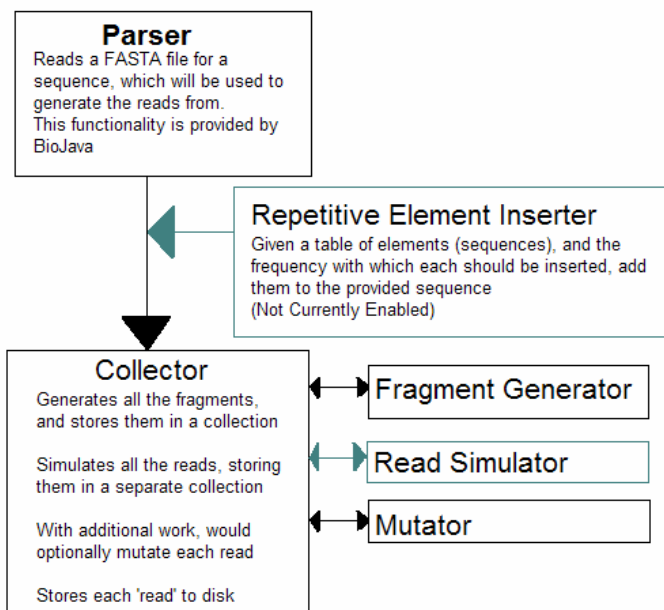 Parser
Reads a FASTA file for a
sequence, which will be used to
generate the reads from.
This functionality is provided by
BioJava
Repetitive Element Inserter
Given a table of elements (sequences), and the
frequency with which each should be inserted, add
them to the provided sequence
(Not Currently Enabled)
Collector
Generates all the fragments,
and stores them in a collection
Simulates all the reads, storing
them in a separate collection
With additional work, would
optionally mutate each read
Stores each 'read' to disk
Fragment Generator
Read Simulator
Mutator